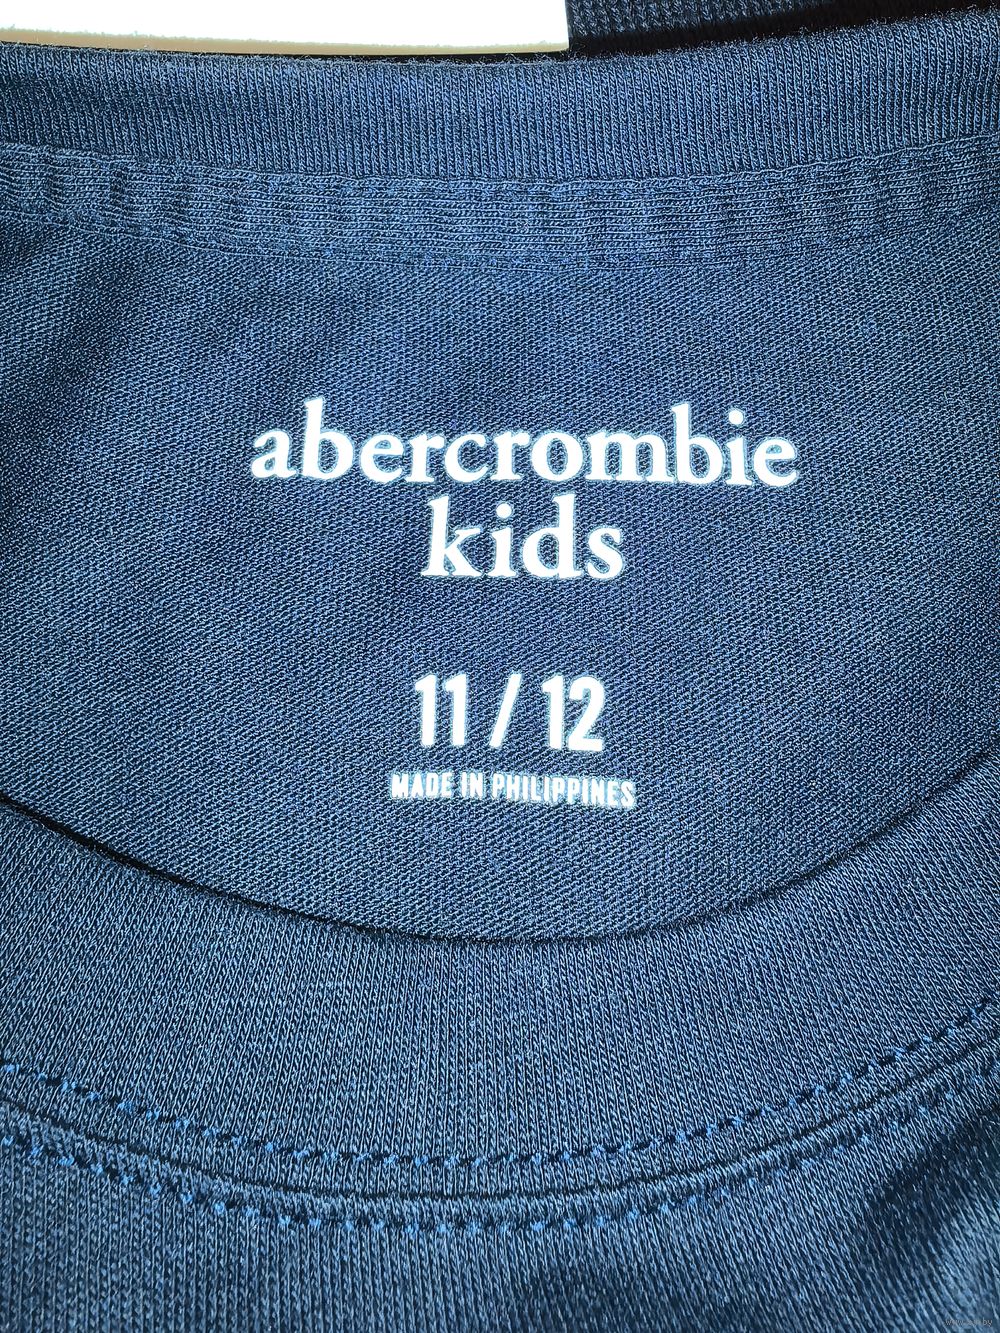 abercrombie
kids
11 / 12
MADE IN PHILIPPINES